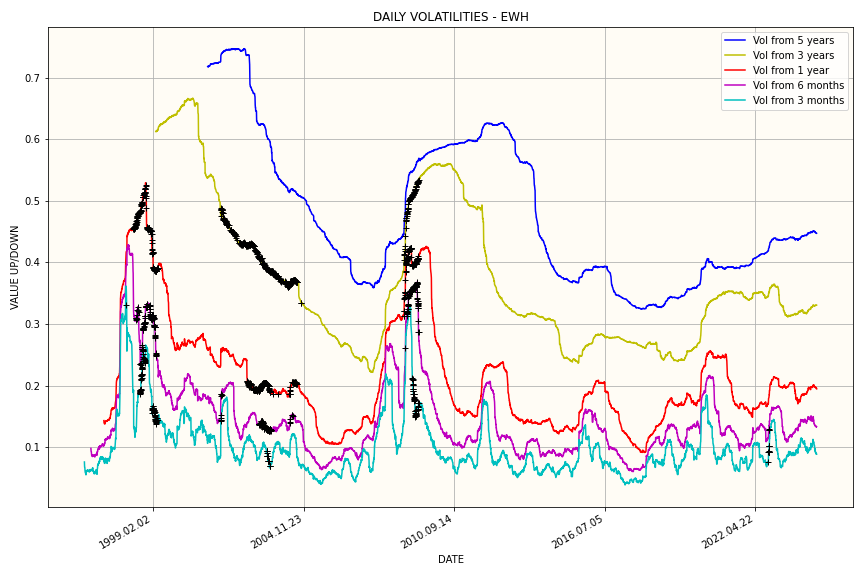 DAILY VOLATILITIES - EWH
Vol from 5 years
Vol from 3 years
Vol from 1 year
Vol from 6 months
Vol from 3 months
VALUE UP/DOWN
0.7
0.6
0.5
0.4
0.3
0.2
0.1
1999.02.02
2004.11.23
2010.09.14
2016.07.05
2022.04.22
DATE